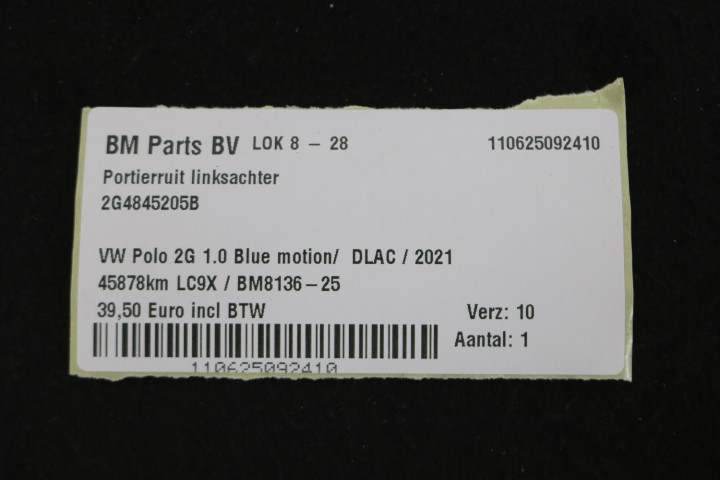 BM Parts BV LOK 8 - 28 110625092410
Portierruit linksachter
2G4845205B
VW Polo 2G 1.0 Blue motion/ DLAC / 2021
45878km LC9X / BM8136-25
39,50 Euro incl BTW Verz: 10
Aantal: 1
110625092410